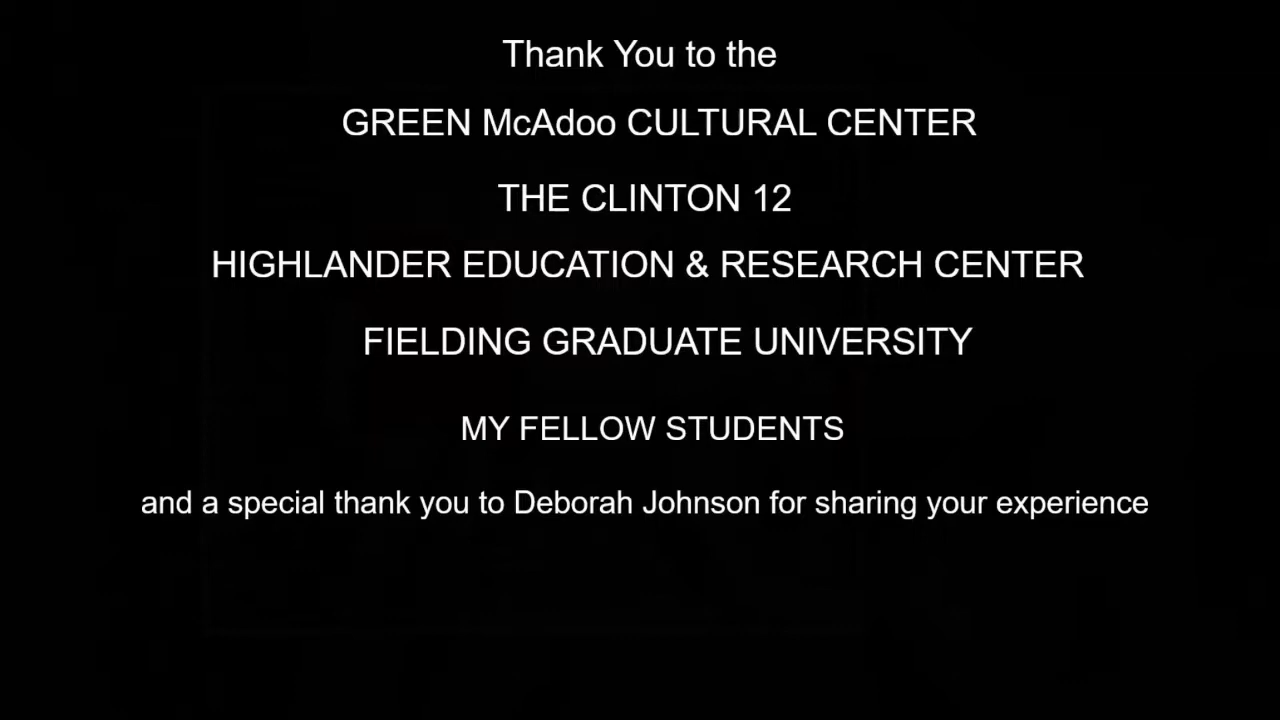 Thank You to the
GREEN McAdoo CULTURAL CENTER
THE CLINTON 12
HIGHLANDER EDUCATION & RESEARCH CENTER
FIELDING GRADUATE UNIVERSITY
MY FELLOW STUDENTS
and a special thank you to Deborah Johnson for sharing your experience